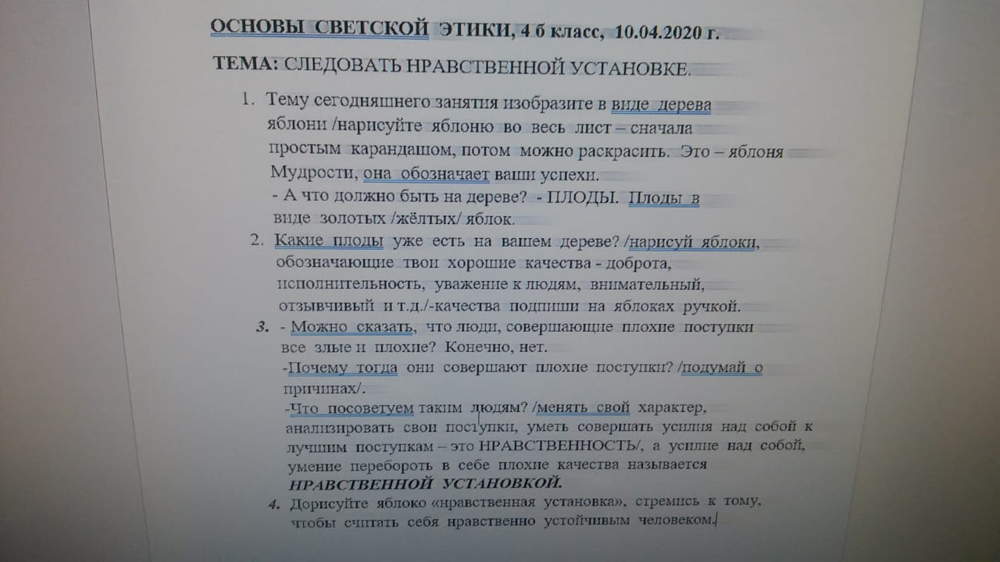 ОСНОВЫ СВЕТСКОЙ ЭТИКИ, 4 б класс, 10.04.2020 г.
ТЕМА: СЛЕДОВАТЬ НРАВСТВЕННОЙ УСТАНОВКЕ.
1. Тему сегодняшнего занятия изобразите в виде дерева
яблони /нарисуйте яблоню во весь лист – сначала
простым карандашом, потом можно раскрасить. Это – яблоня
Мудрости, она обозначает ваши успехи.
- А что должно быть на дереве? - ПЛОДЫ. Плоды в
виде золотых /жёлтых/ яблок.
2. Какие плоды уже есть на вашем дереве? /нарисуй яблоки,
обозначающие твои хорошие качества - доброта,
исполнительность, уважение к людям, внимательный,
отзывчивый и т.д./-качества подпиши на яблоках ручкой.
3. - Можно сказать, что люди, совершающие плохие поступки
все злые и плохие? Конечно, нет.
-Почему тогда они совершают плохие поступки? /подумай о
причинах/.
-Что посоветуем таким людям? /менять свой характер,
анализировать свои поступки, уметь совершать усилия над собой к
лучшим поступкам – это НРАВСТВЕННОСТЬ/, а усилие над собой,
умение перебороть в себе плохие качества называется
НРАВСТВЕННОЙ УСТАНОВКОЙ.
4. Дорисуйте яблоко «нравственная установка», стремись к тому,
чтобы считать себя нравственно устойчивым человеком.